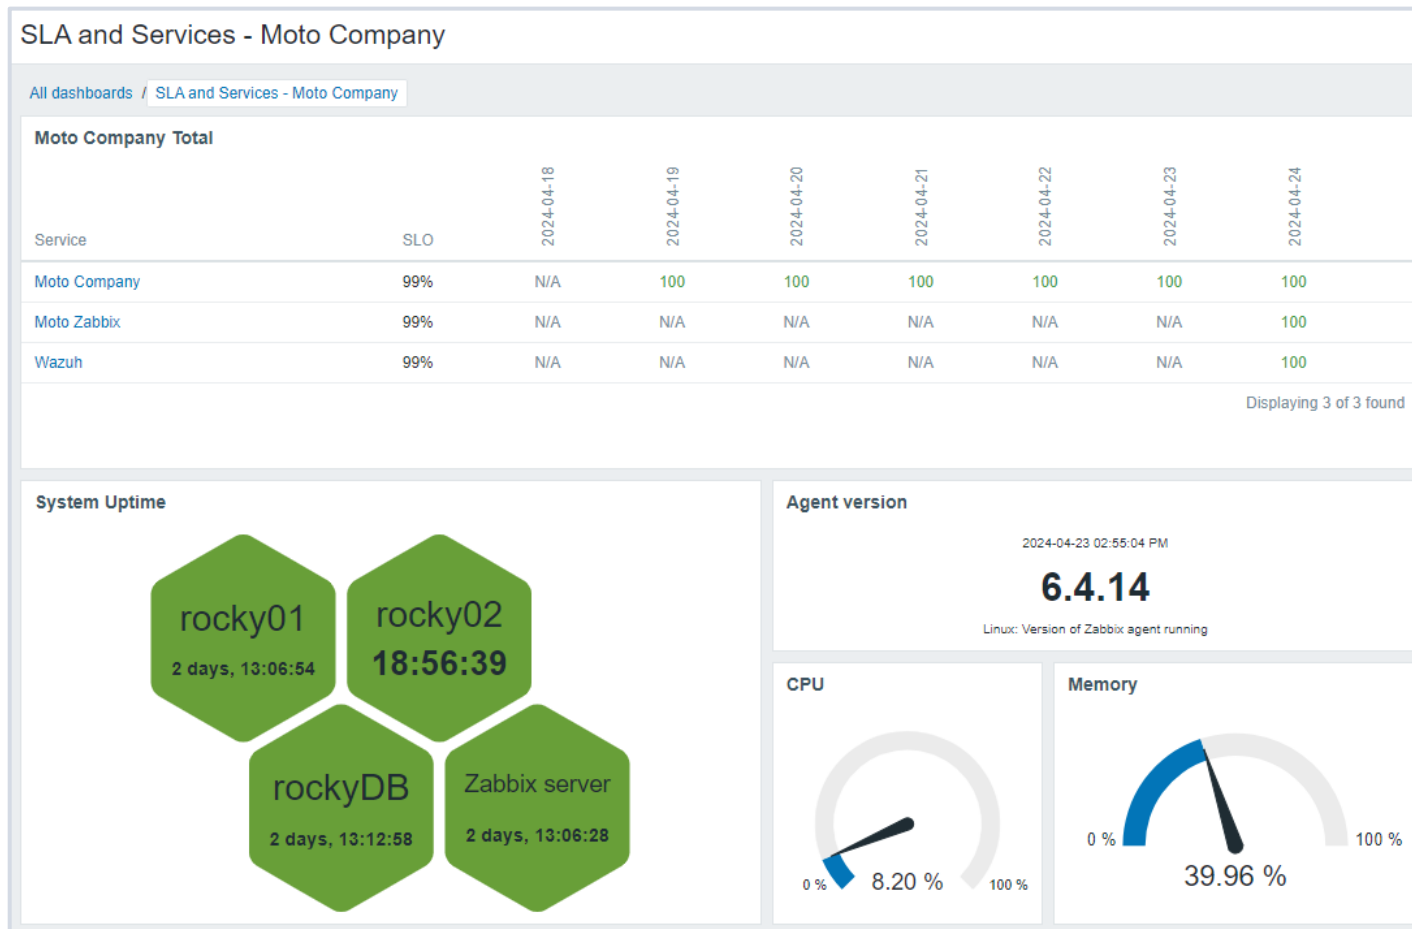 SLA and Services - Moto Company
All dashboards / SLA and Services - Moto Company
Moto Company Total
Service SLO 2024-04-18 2024-04-19 2024-04-20 2024-04-21 2024-04-22 2024-04-23 2024-04-24
Moto Company 99% N/A 100 100 100 100 100 100
Moto Zabbix 99% N/A N/A N/A N/A N/A N/A 100
Wazuh 99% N/A N/A N/A N/A N/A N/A 100
Displaying 3 of 3 found
System Uptime
rocky01
2 days, 13:06:54
rocky02
18:56:39
rockyDB
2 days, 13:12:58
Zabbix server
2 days, 13:06:28
Agent version
2024-04-23 02:55:04 PM
6.4.14
Linux: Version of Zabbix agent running
CPU
0 % 8.20 % 100 %
Memory
0 % 100 %
39.96 %